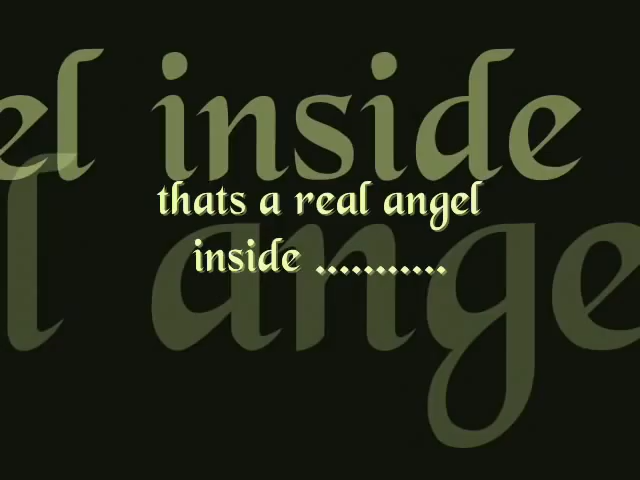 el inside
thats a real angel
inside ...........
l ange